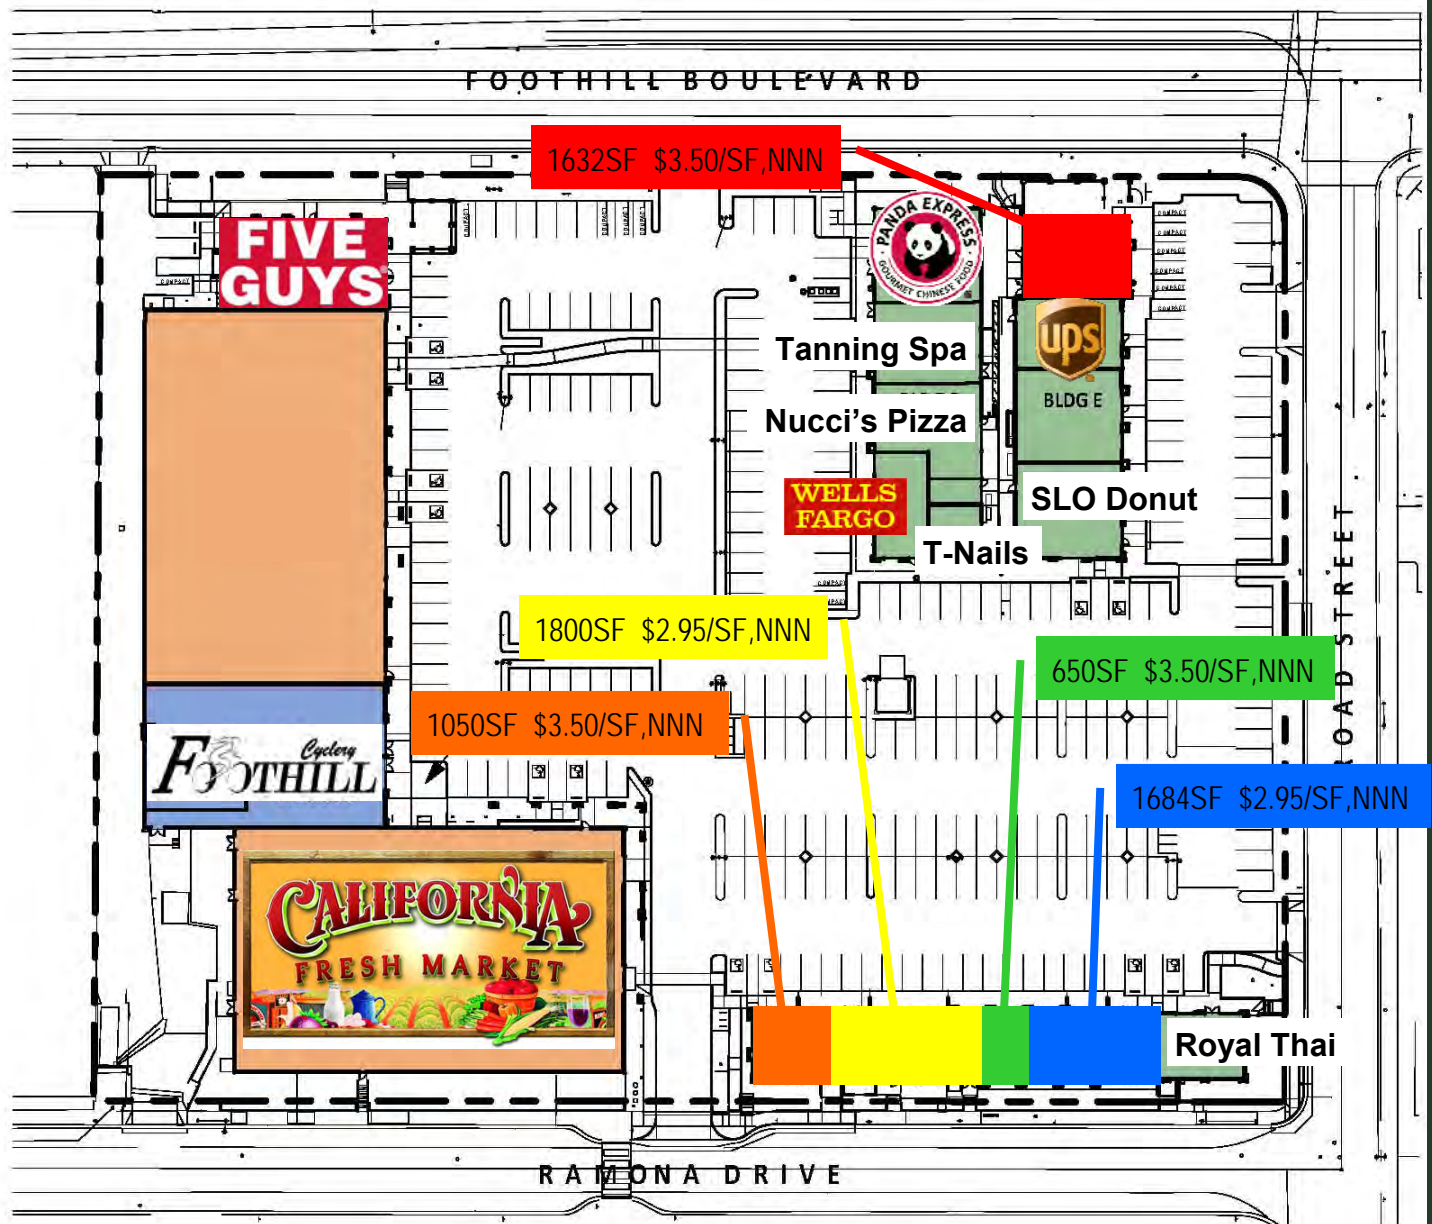 FOOTHILL BOULEVARD
1632SF $3.50/SF,NNN
PANDA EXPRESS
GOURMET CHINESE FOOD
FIVE
GUYS
COMPACT
ups
Tanning Spa
BLDG E
Nucci's Pizza
WELLS
FARGO
SLO Donut
T-Nails
1800SF $2.95/SF,NNN
650SF $3.50/SF,NNN
1050SF $3.50/SF,NNN
ROAD STREET
Cyclery
FOOTHILL
1684SF $2.95/SF,NNN
CALIFORNIA
FRESH MARKET
Royal Thai
RAMONA DRIVE